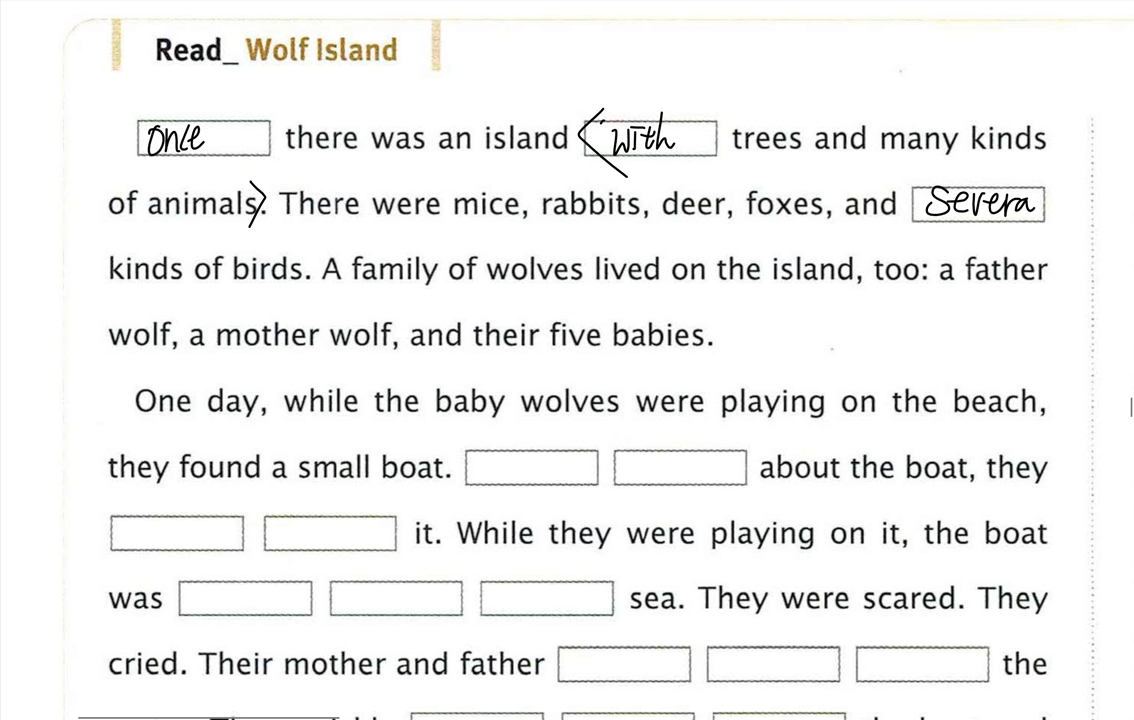 Read_ Wolf Island
Once there was an island < with trees and many kinds
of animals>. There were mice, rabbits, deer, foxes, and Severa
kinds of birds. A family of wolves lived on the island, too: a father
wolf, a mother wolf, and their five babies.
One day, while the baby wolves were playing on the beach,
they found a small boat. about the boat, they
it. While they were playing on it, the boat
was sea. They were scared. They
cried. Their mother and father the